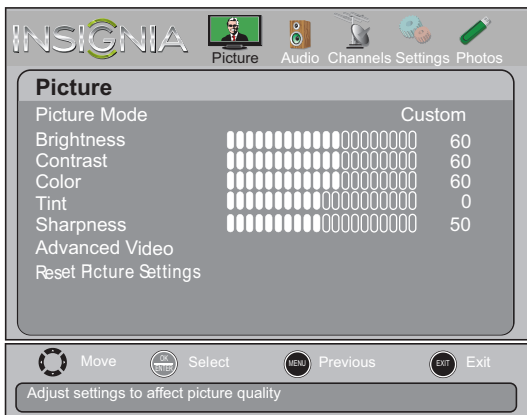 INSIGNIA
Picture Audio Channels Settings Photos
Picture
Picture Mode Custom
Brightness 60
Contrast 60
Color 60
Tint 0
Sharpness 50
Advanced Video
Reset Picture Settings
Move OK ENTER Select MENU Previous EXIT Exit
Adjust settings to affect picture quality